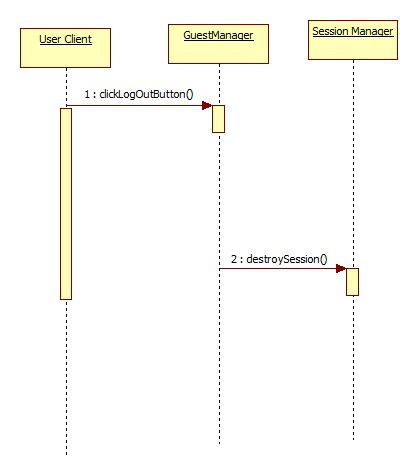 User Client
GuestManager
Session Manager
1 : clickLogOutButton()
2 : destroySession()